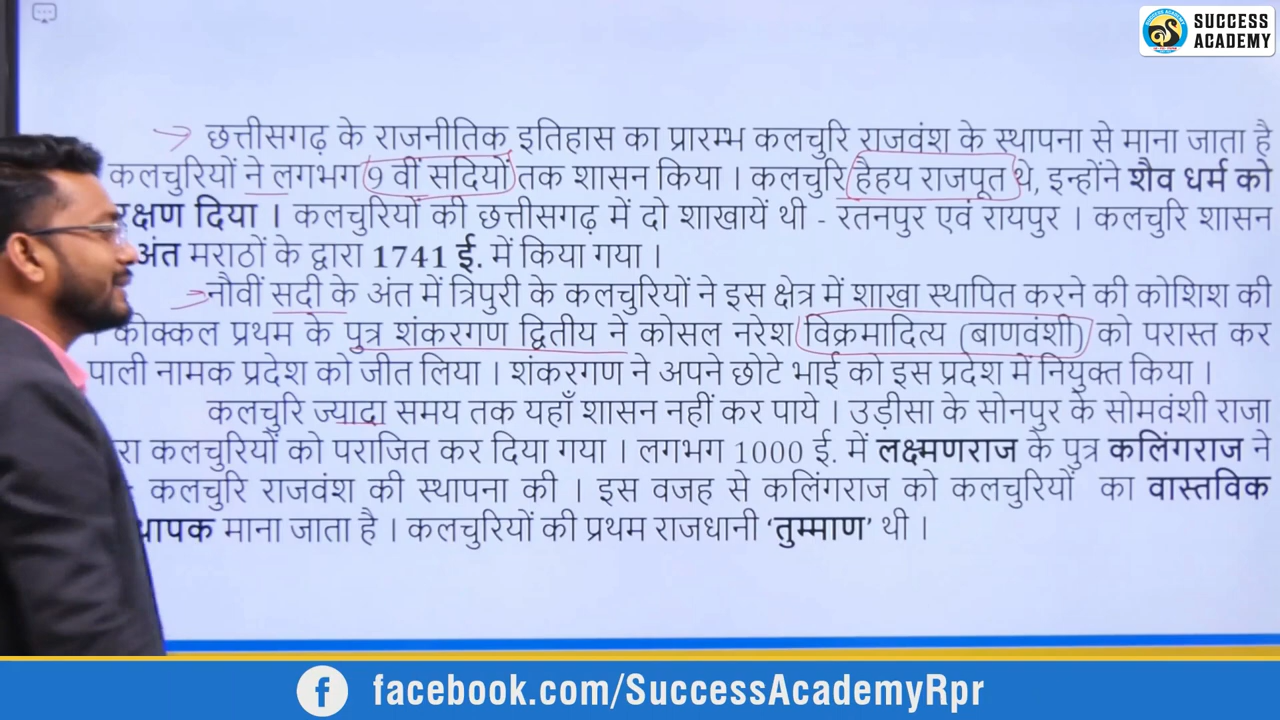 SUCCESS
ACADEMY
छत्तीसगढ़ के राजनीतिक इतिहास का प्रारम्भ कलचुरि राजवंश के स्थापना से माना जाता है
कलचुरियों ने लगभग 9 वीं सदियों तक शासन किया । कलचुरि हैहय राजपूत थे, इन्होंने शैव धर्म को
रक्षण दिया । कलचुरियों की छत्तीसगढ़ में दो शाखायें थी - रतनपुर एवं रायपुर । कलचुरि शासन
अंत मराठों के द्वारा 1741 ई. में किया गया ।
नौवीं सदी के अंत में त्रिपुरी के कलचुरियों ने इस क्षेत्र में शाखा स्थापित करने की कोशिश की
कोक्कल प्रथम के पुत्र शंकरगण द्वितीय ने कोसल नरेश विक्रमादित्य (बाणवंशी) को परास्त कर
पाली नामक प्रदेश को जीत लिया । शंकरगण ने अपने छोटे भाई को इस प्रदेश में नियुक्त किया ।
कलचुरि ज्यादा समय तक यहाँ शासन नहीं कर पाये । उड़ीसा के सोनपुर के सोमवंशी राजा
रा कलचुरियों को पराजित कर दिया गया । लगभग 1000 ई. में लक्ष्मणराज के पुत्र कलिंगराज ने
कलचुरि राजवंश की स्थापना की । इस वजह से कलिंगराज को कलचुरियों का वास्तविक
थापक माना जाता है । कलचुरियों की प्रथम राजधानी ‘तुम्माण’ थी ।
facebook.com/SuccessAcademyRpr